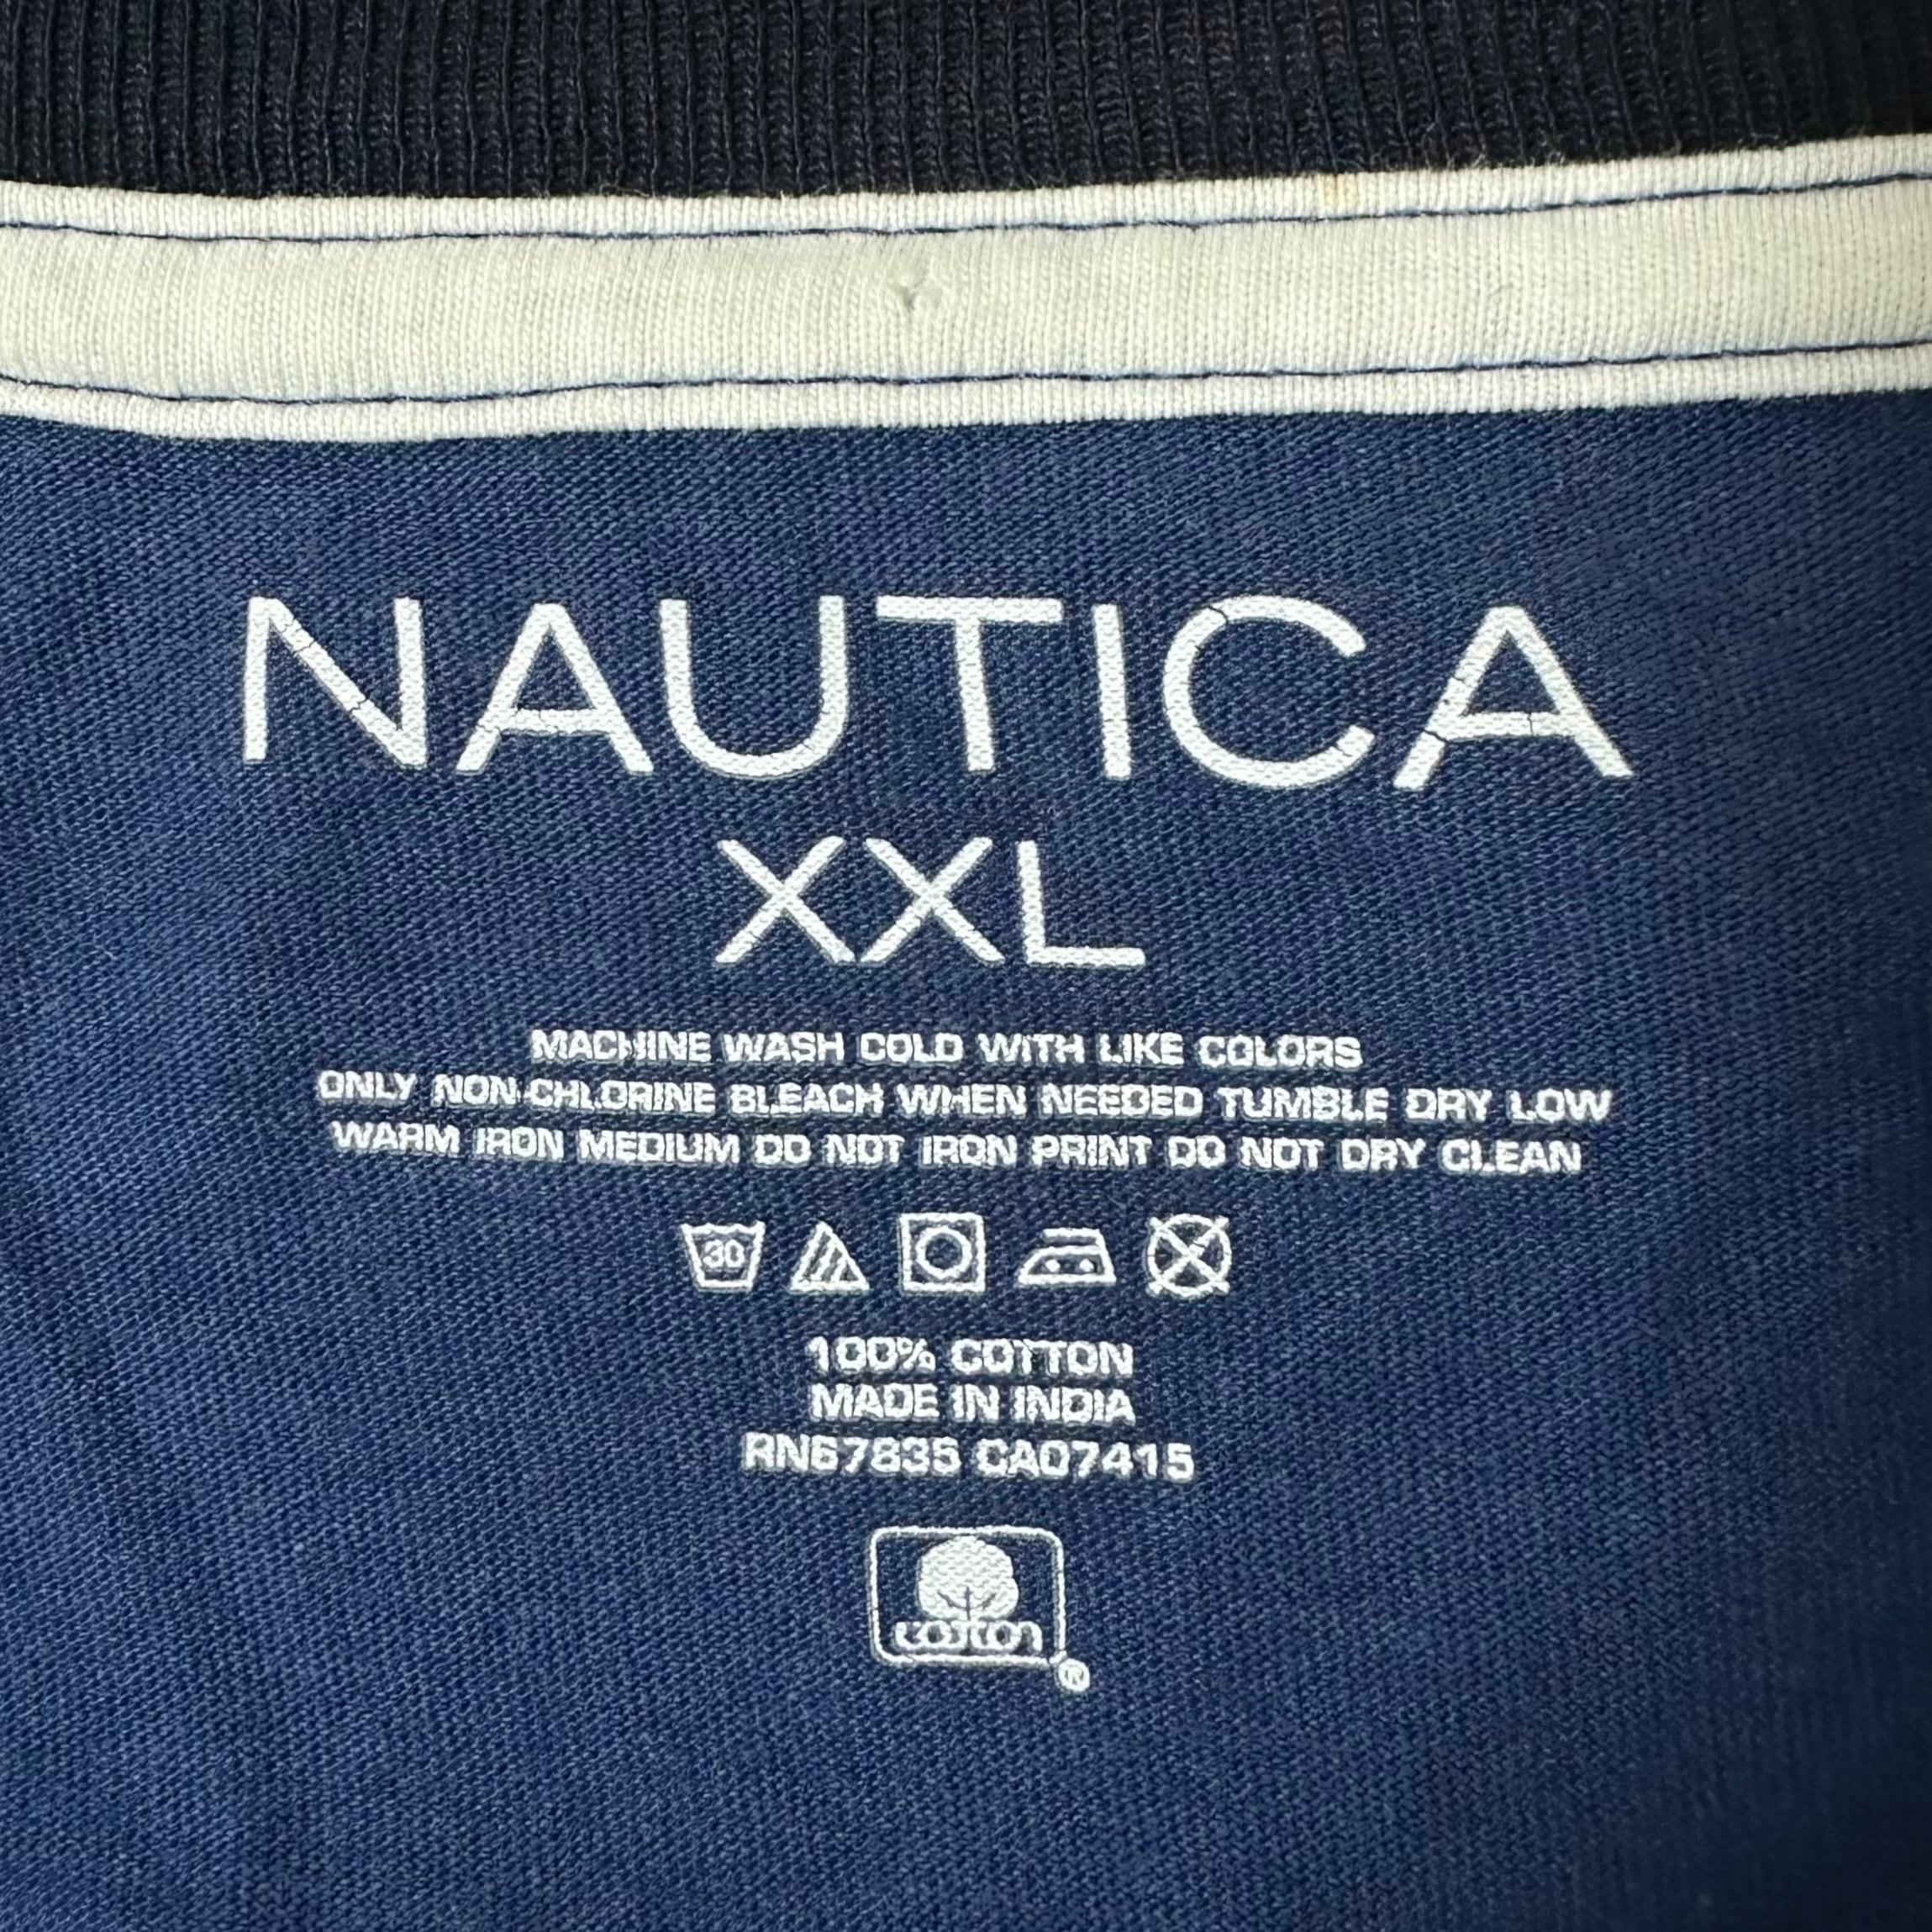 NAUTICA
XXL
MACHINE WASH COLD WITH LIKE COLORS
ONLY NON-CHLORINE BLEACH WHEN NEEDED TUMBLE DRY LOW
WARM IRON MEDIUM DO NOT IRON PRINT DO NOT DRY CLEAN
30
100% COTTON
MADE IN INDIA
RN67835 CA07415
cotton
®